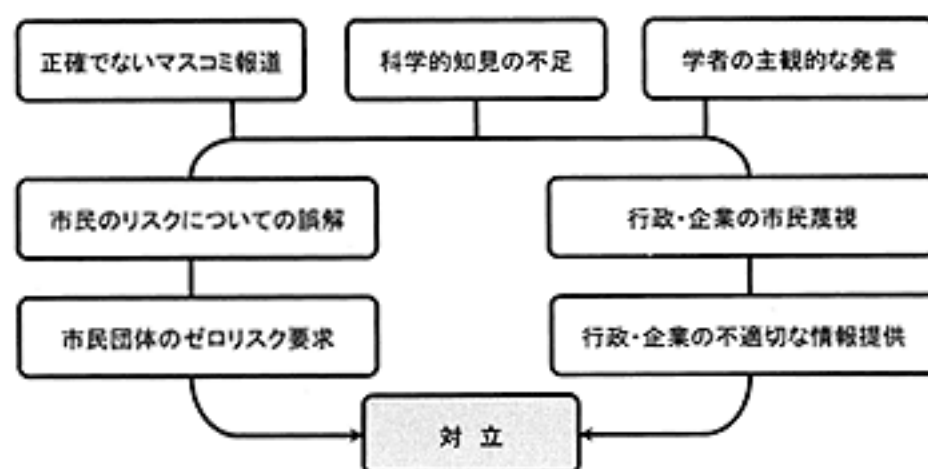 正確でないマスコミ報道
科学的知見の不足
学者の主観的な発言
市民のリスクについての誤解
行政・企業の市民蔑視
市民団体のゼロリスク要求
行政・企業の不適切な情報提供
対立